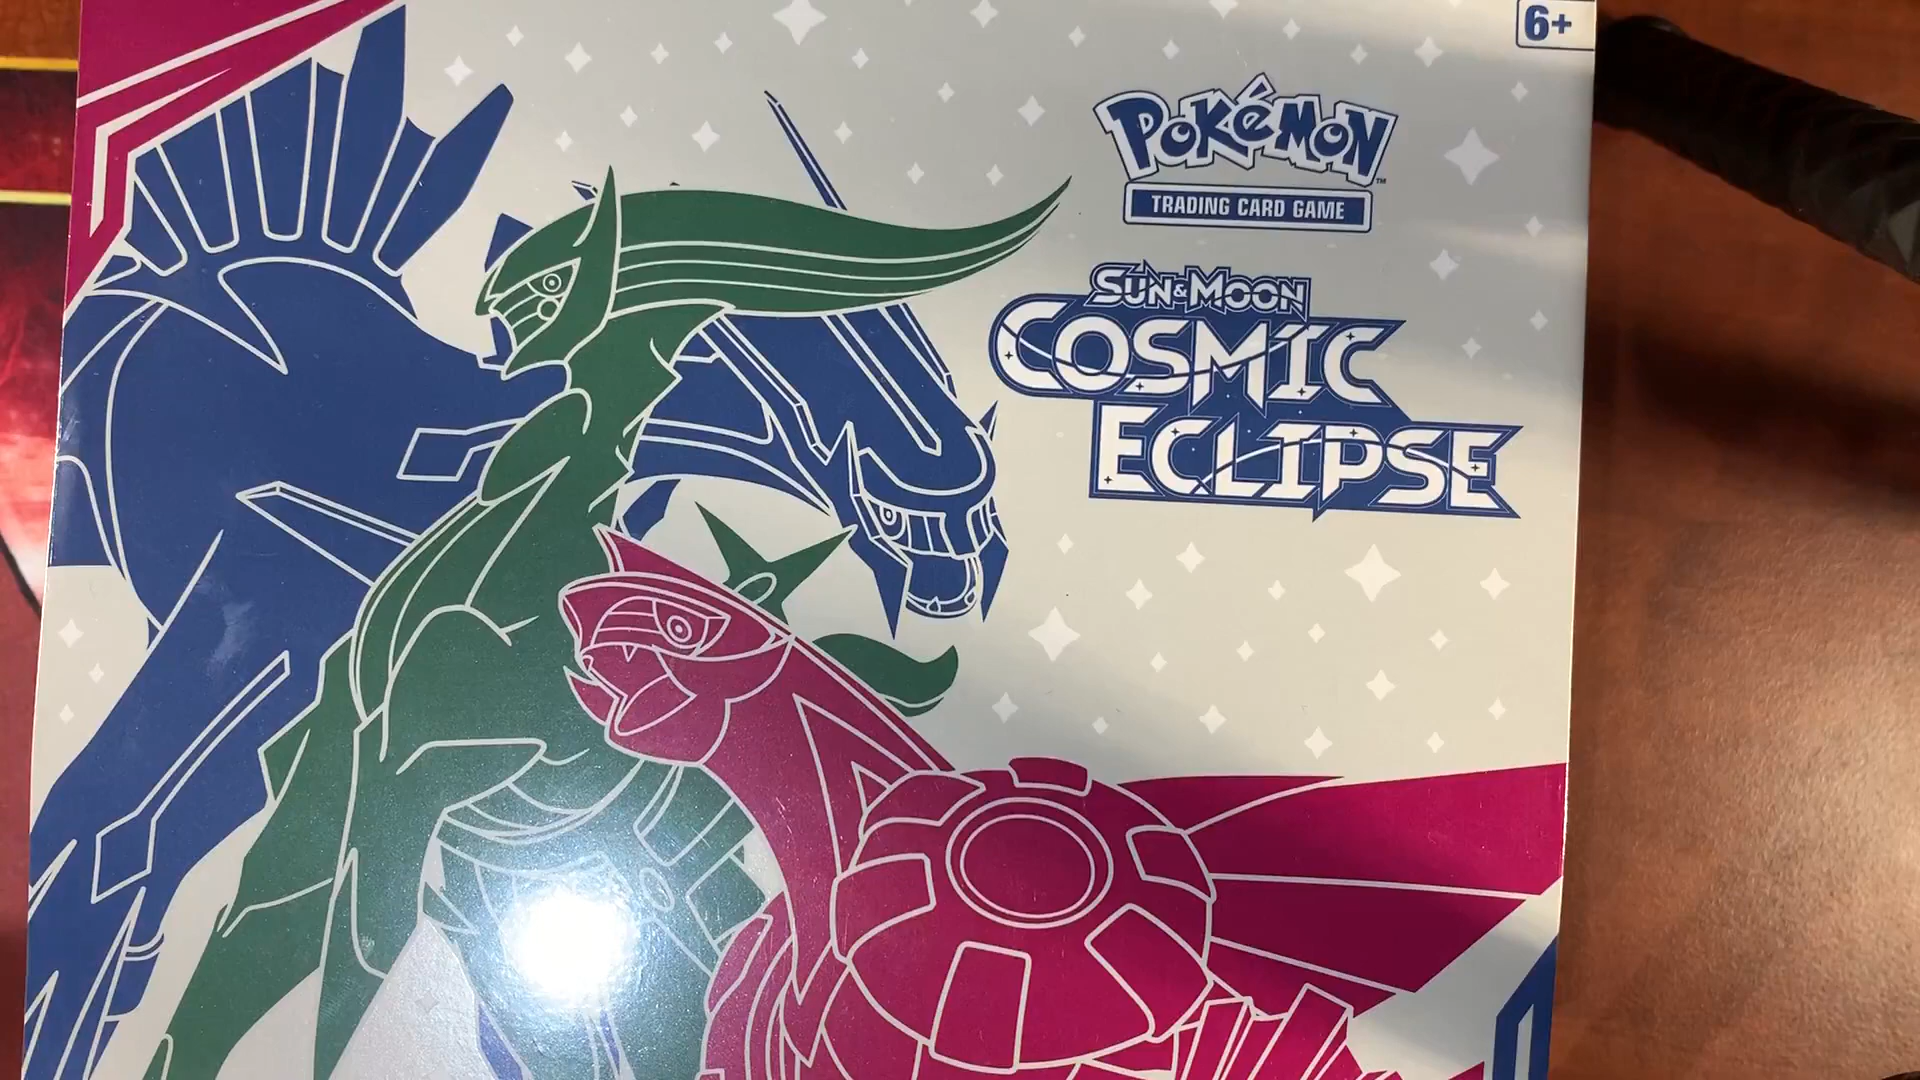 6+
POKéMON
TRADING CARD GAME
SUN & MOON
COSMIC
ECLIPSE